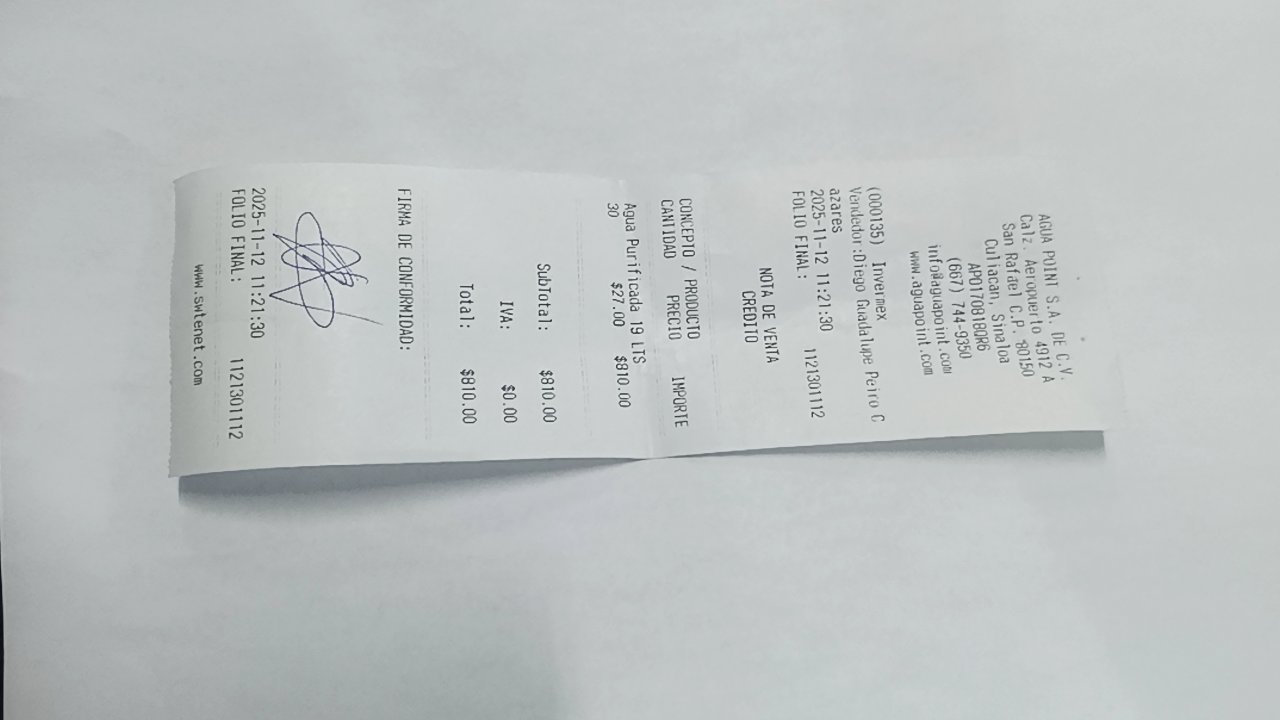 AGUA POINT S.A. DE C.V.
Calz. Aeropuerto 4912 A
San Rafael C.P. 80150
Culiacan, Sinaloa
APO170818QR6
(667) 744-9350
info@aguapoint.com
www.aguapoint.com
(000135) Invermex
Vendedor:Diego Guadalupe Peiro C
azares
2025-11-12 11:21:30
FOLIO FINAL: 1121301112
NOTA DE VENTA
CREDITO
CONCEPTO / PRODUCTO
CANTIDAD PRECIO IMPORTE
Agua Purificada 19 LTS
30 $27.00 $810.00
SubTotal: $810.00
IVA: $0.00
Total: $810.00
FIRMA DE CONFORMIDAD:
2025-11-12 11:21:30
FOLIO FINAL: 1121301112
www.swtenet.com